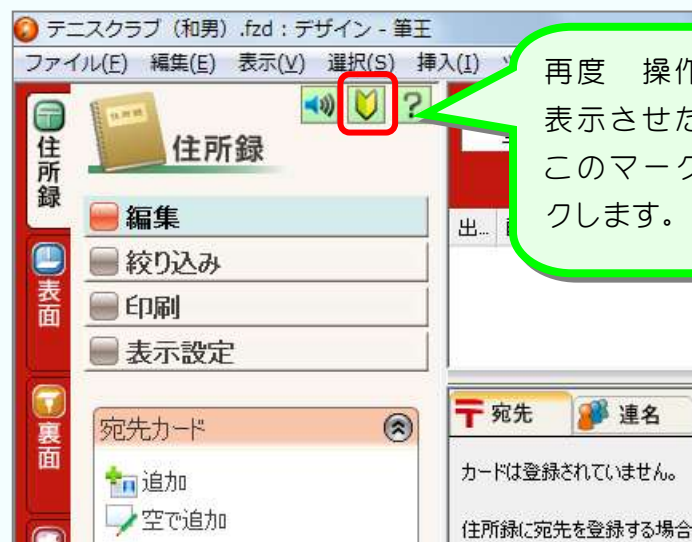 テニスクラブ（和男）.fzd：デザイン - 筆王
ファイル(F) 編集(E) 表示(V) 選択(S) 挿入(I)
再度 操作
表示させた
このマーク
クします。
住所録
住所録
編集
絞り込み
印刷
表示設定
表面
裏面
出...
宛先カード
追加
空で追加
宛先 連名
カードは登録されていません。
住所録に宛先を登録する場合